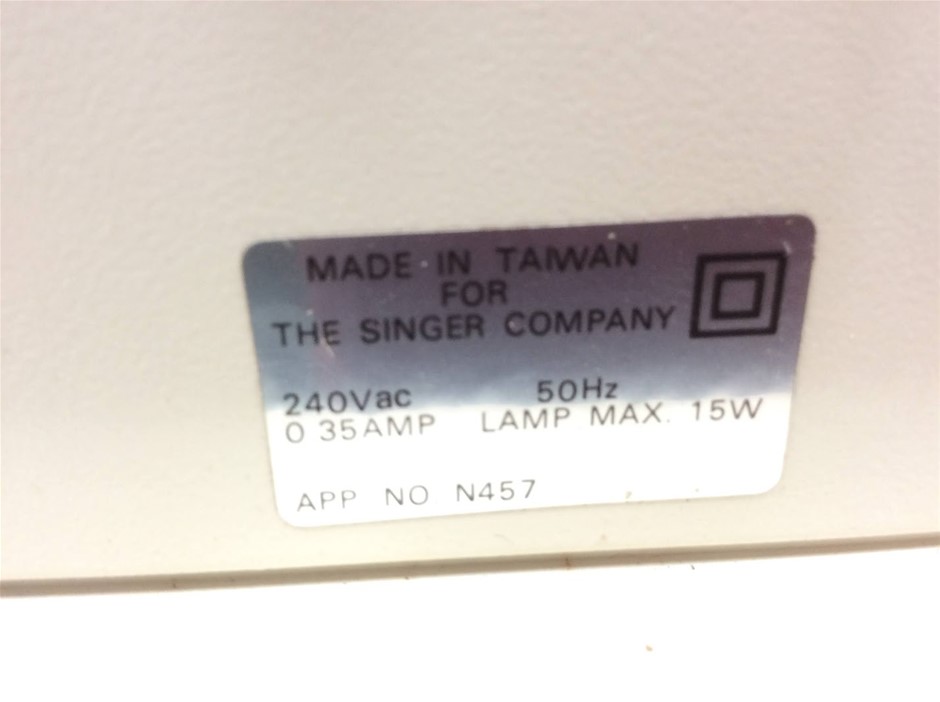 MADE IN TAIWAN
FOR
THE SINGER COMPANY
240Vac 50Hz
0 35AMP LAMP MAX. 15W
APP NO N457